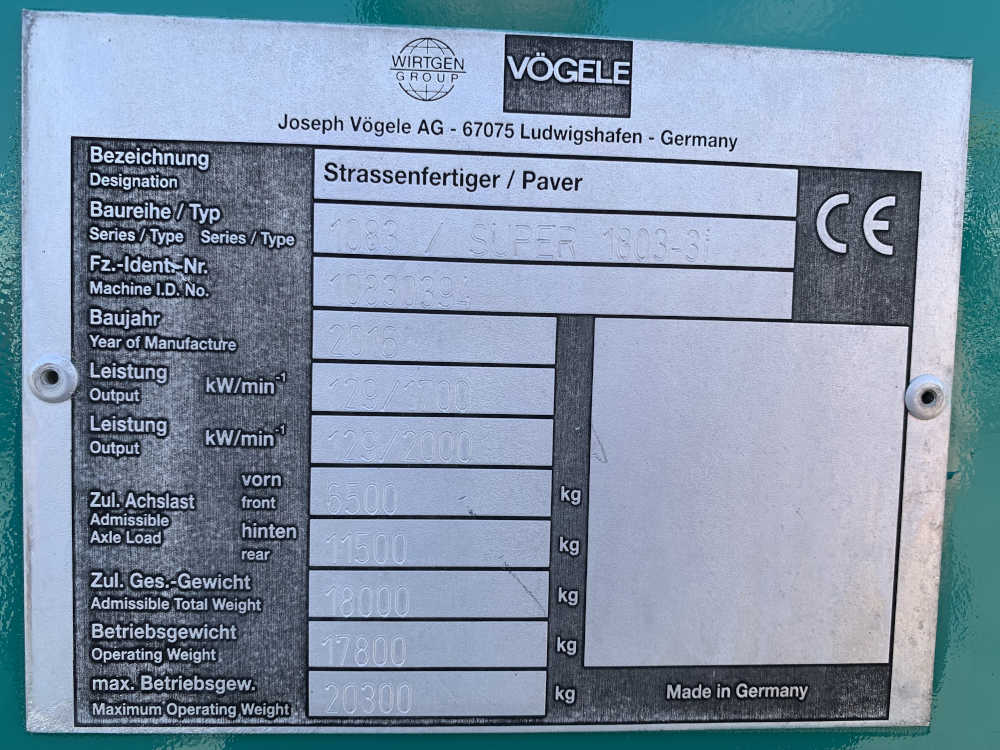 WIRTGEN
GROUP
VÖGELE
Joseph Vögele AG - 67075 Ludwigshafen - Germany
Bezeichnung
Designation
Strassenfertiger / Paver
Baureihe / Typ
Series / Type Series / Type
1083 / SUPER 1803-3i
CE
Fz.-Ident.-Nr.
Machine I.D. No.
10830394
Baujahr
Year of Manufacture
2018
Leistung
Output
kW/min⁻¹
129/1700
Leistung
Output
kW/min⁻¹
129/2000
Zul. Achslast
Admissible
Axle Load
vorn
front
6500 kg
hinten
rear
11500 kg
Zul. Ges.-Gewicht
Admissible Total Weight
18000 kg
Betriebsgewicht
Operating Weight
17800 kg
max. Betriebsgew.
Maximum Operating Weight
20300 kg
Made in Germany